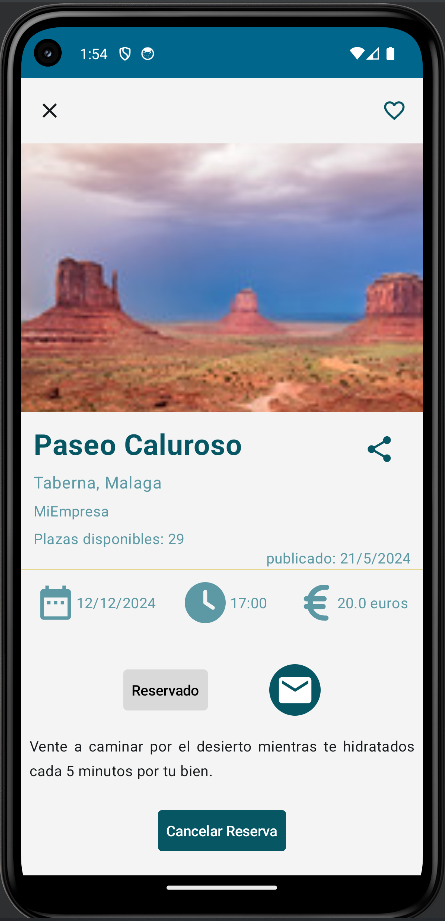 1:54
Paseo Caluroso
Taberna, Malaga
MiEmpresa
Plazas disponibles: 29
publicado: 21/5/2024
12/12/2024 17:00 20.0 euros
Reservado
Vente a caminar por el desierto mientras te hidratados
cada 5 minutos por tu bien.
Cancelar Reserva